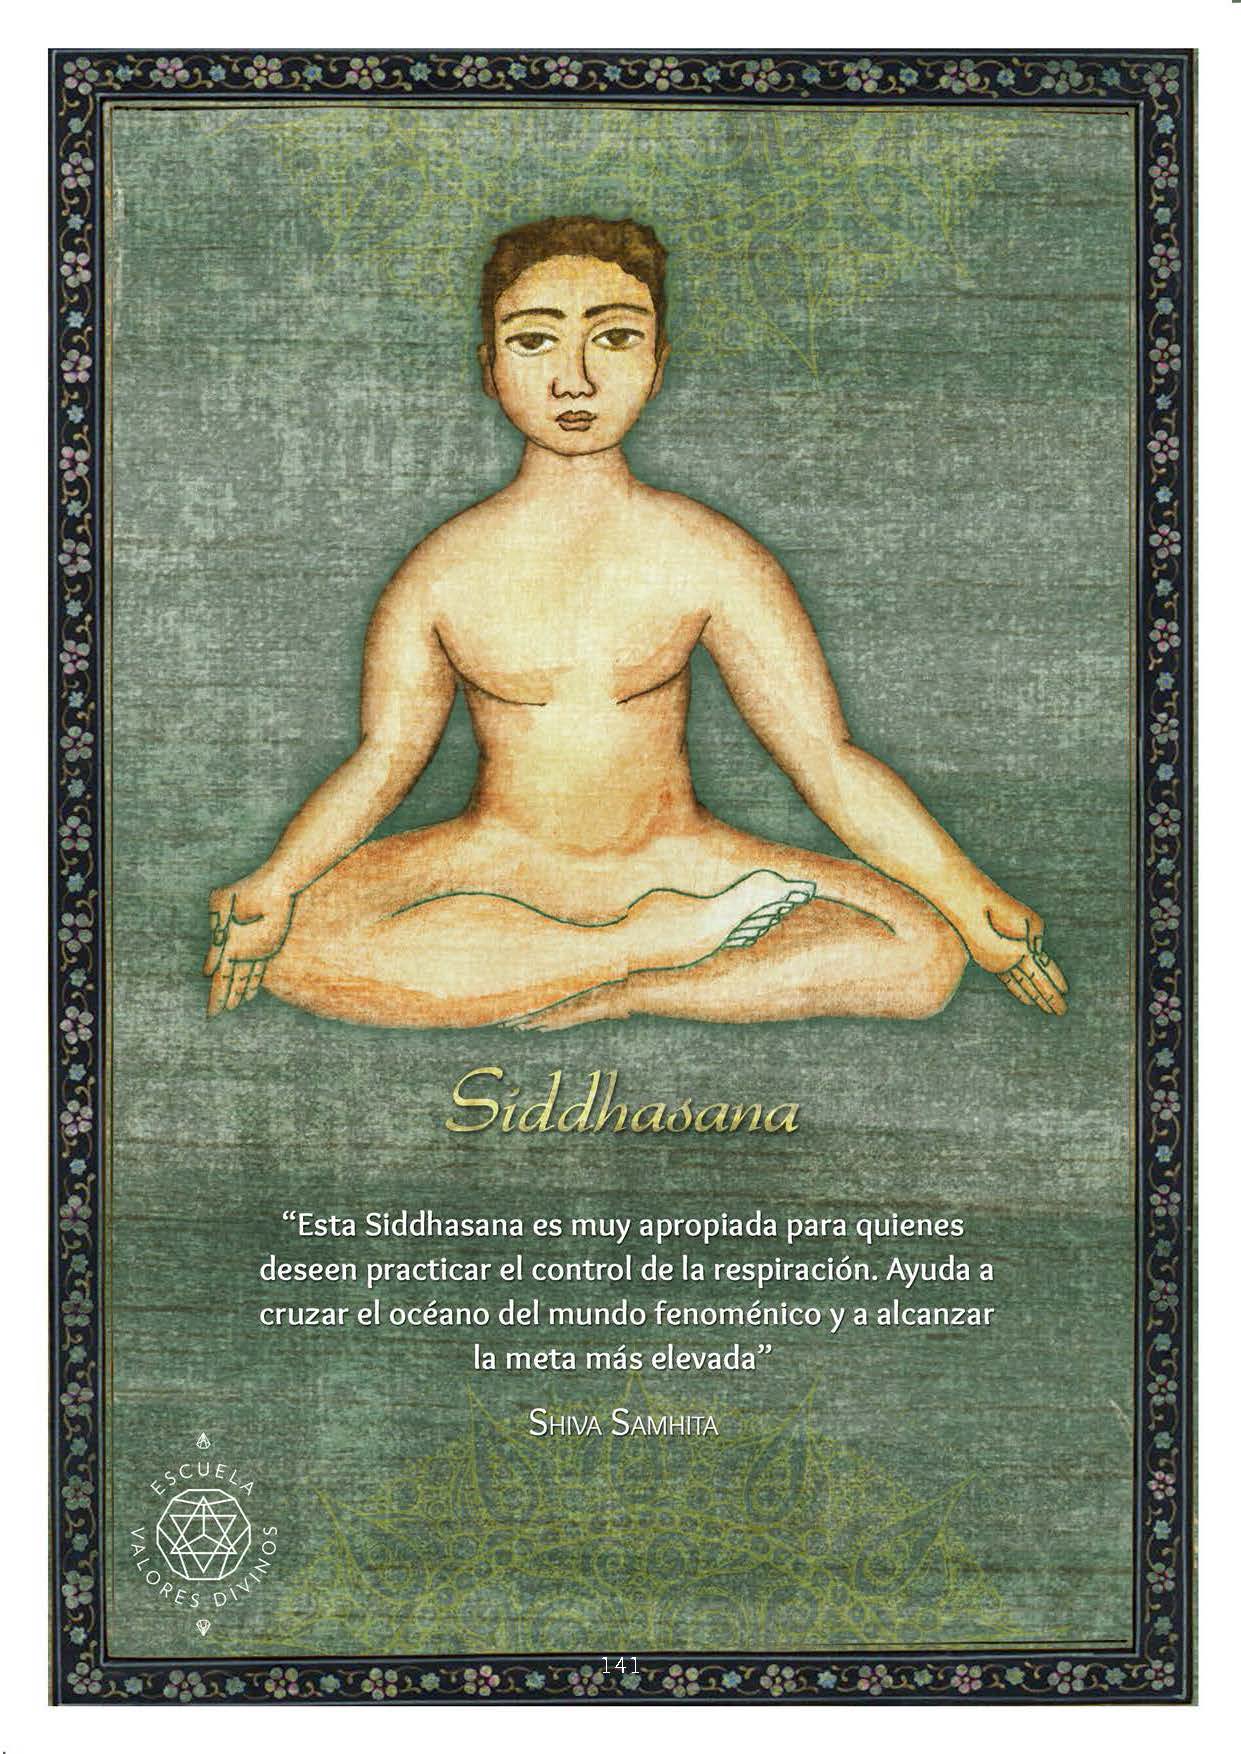 Siddhasana
“Esta Siddhasana es muy apropiada para quienes
deseen practicar el control de la respiración. Ayuda a
cruzar el océano del mundo fenoménico y a alcanzar
la meta más elevada”
SHIVA SAMHITA
ESCUELA
VALORES DIVINOS
141